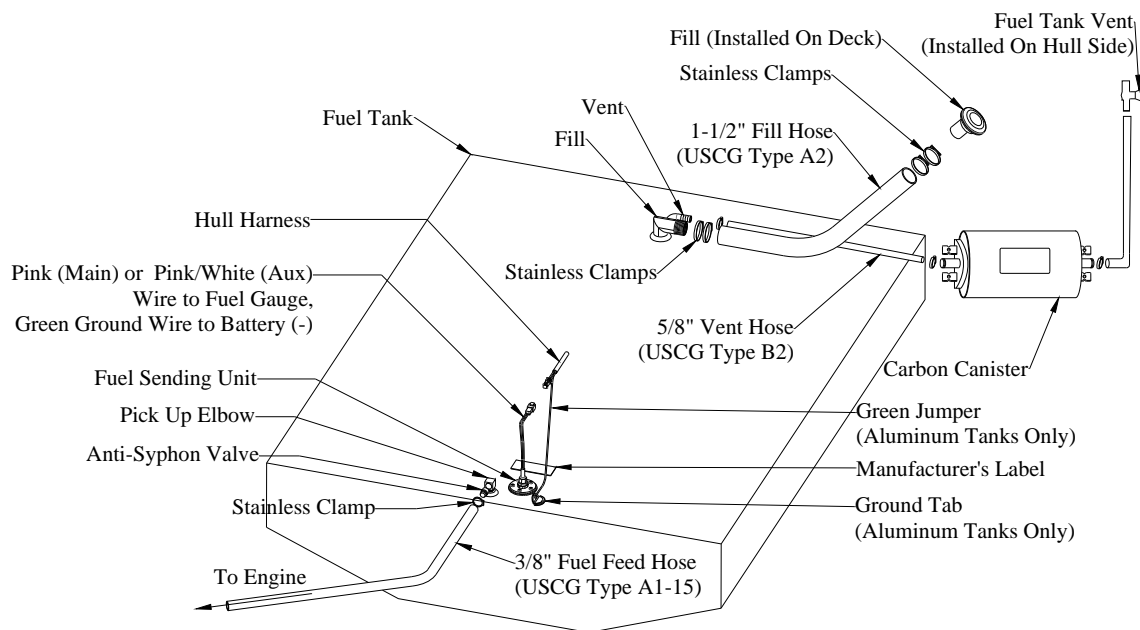 Fuel Tank Vent
(Installed On Hull Side)
Fill (Installed On Deck)
Stainless Clamps
Vent
Fill
Fuel Tank
1-1/2" Fill Hose
(USCG Type A2)
Hull Harness
Stainless Clamps
Pink (Main) or  Pink/White (Aux)
Wire to Fuel Gauge,
Green Ground Wire to Battery (-)
5/8" Vent Hose
(USCG Type B2)
Carbon Canister
Fuel Sending Unit
Pick Up Elbow
Anti-Syphon Valve
Stainless Clamp
Green Jumper
(Aluminum Tanks Only)
Manufacturer's Label
Ground Tab
(Aluminum Tanks Only)
3/8" Fuel Feed Hose
(USCG Type A1-15)
To Engine